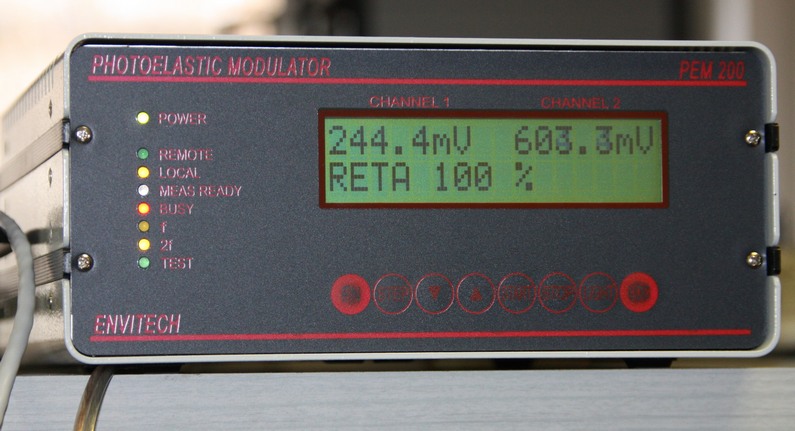 PHOTOELASTIC MODULATOR PEM 200
CHANNEL 1 CHANNEL 2
POWER
244.4mV 603.3mV
REMOTE
LOCAL
RETA 100 %
MEAS READY
BUSY
f
2f
TEST
ENVITECH